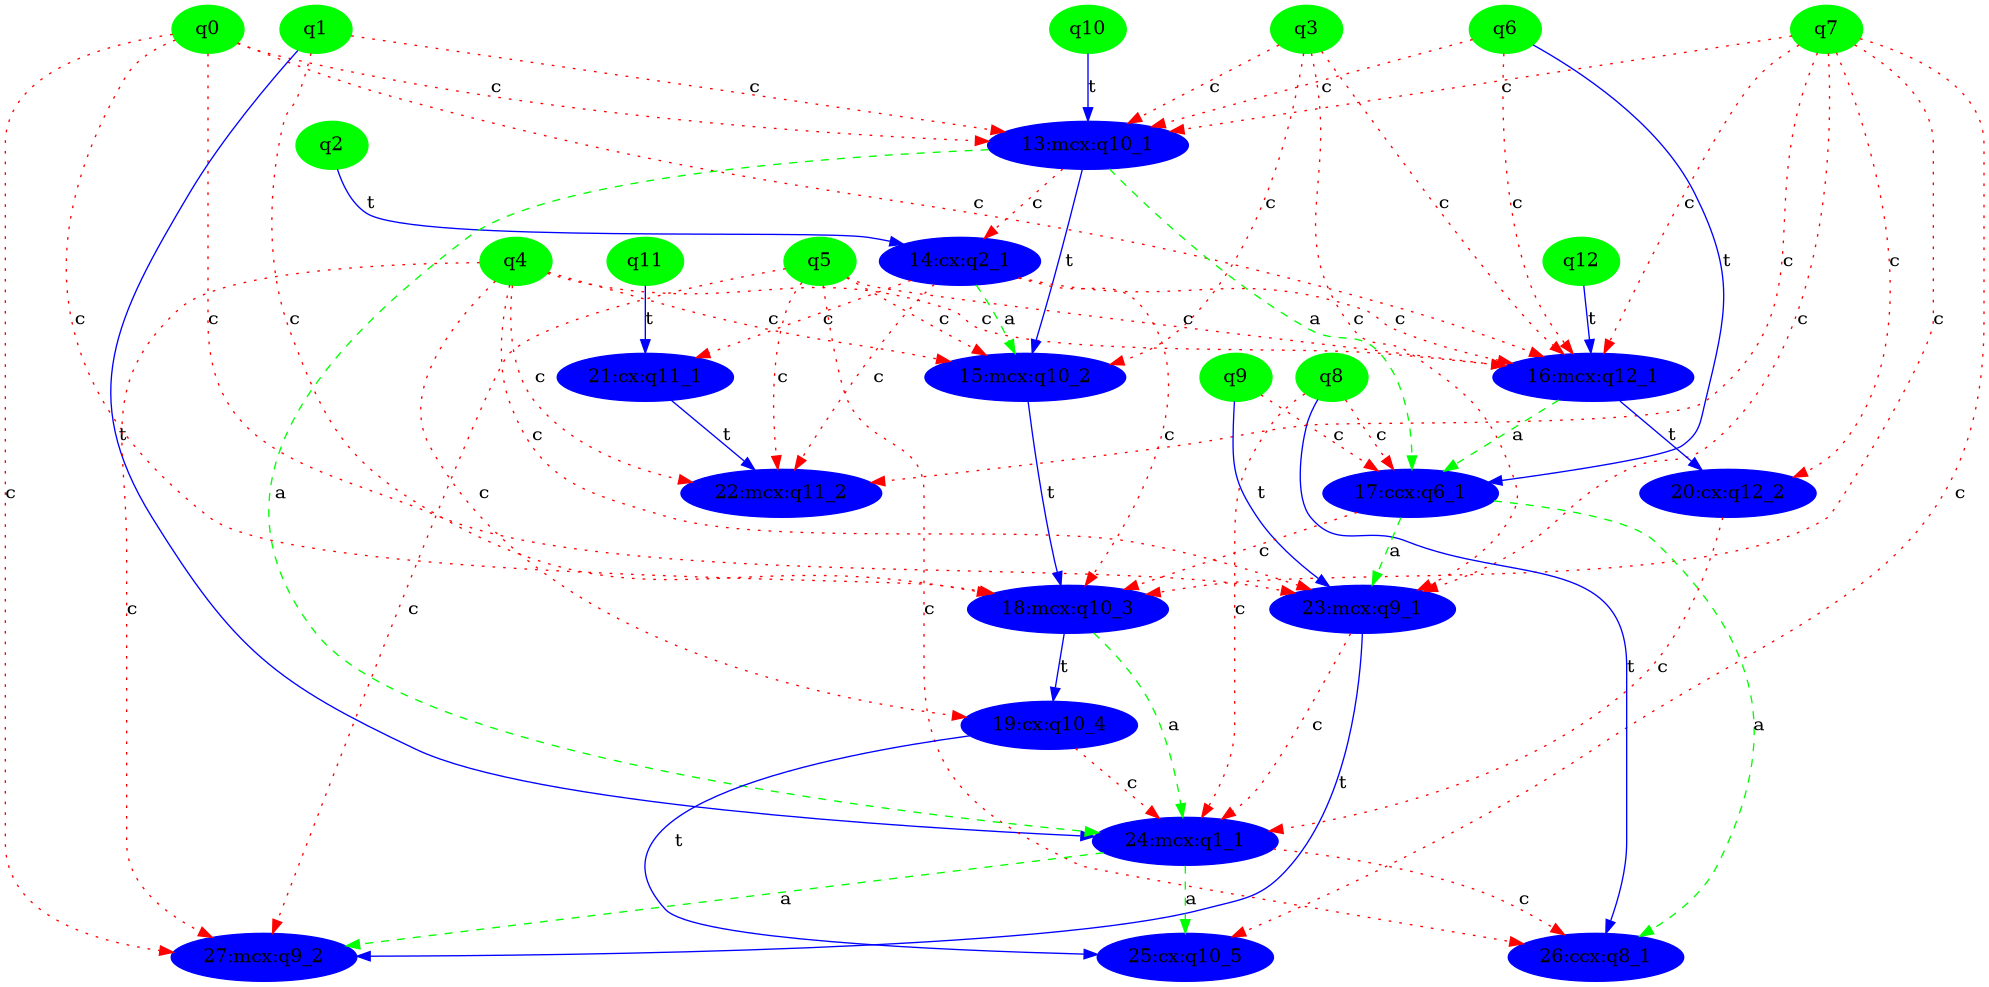 q0
q1
q10
q3
q6
q7
c
c
t
c
c
c
q2
13:mcx:q10_1
t
c
t
c
c
c
c
c
t
q4
q11
q5
14:cx:q2_1
q12
c
c
c
t
c
c
c
a
c
a
c
c
t
c
c
c
21:cx:q11_1
15:mcx:q10_2
q9
q8
16:mcx:q12_1
t
c
c
c
t
c
c
c
c
a
t
22:mcx:q11_2
17:ccx:q6_1
20:cx:q12_2
c
a
c
t
t
c
a
c
c
c
c
18:mcx:q10_3
23:mcx:q9_1
t
c
t
c
19:cx:q10_4
a
a
t
c
t
t
24:mcx:q1_1
a
a
c
27:mcx:q9_2
25:cx:q10_5
26:ccx:q8_1